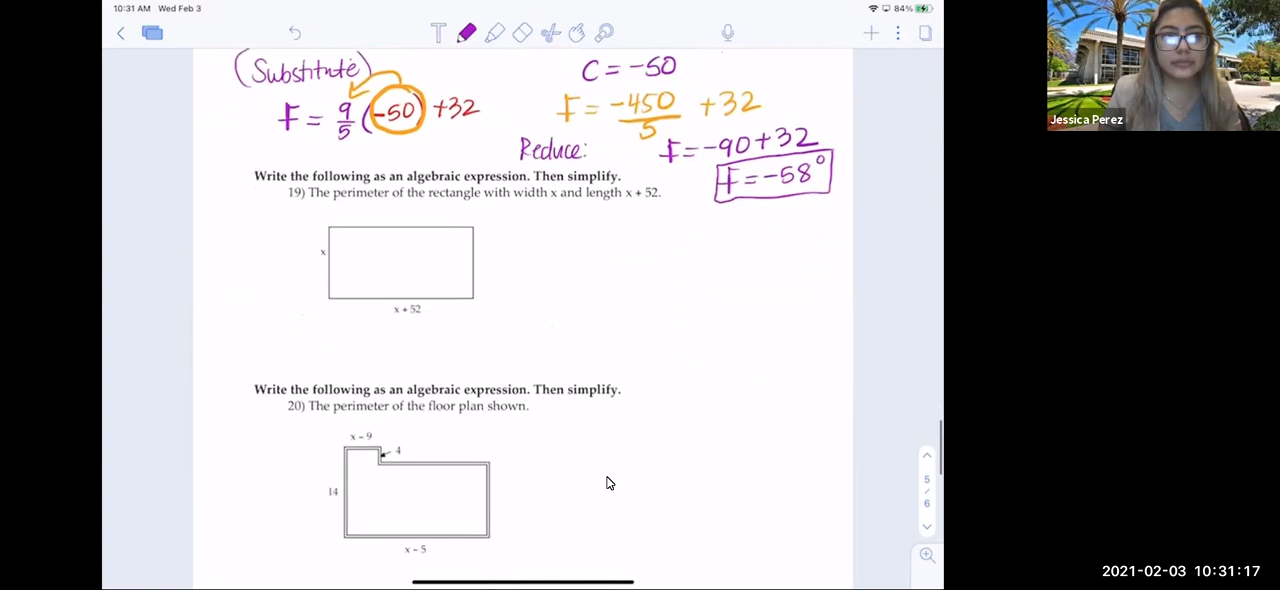 10:31 AM Wed Feb 3
84%
(Substitute)
C = -50
F = 9/5 (-50) +32
F = -450/5 +32
Reduce:
F = -90+32
F = -58°
Write the following as an algebraic expression. Then simplify.
19) The perimeter of the rectangle with width x and length x + 52.
x
x + 52
Write the following as an algebraic expression. Then simplify.
20) The perimeter of the floor plan shown.
x - 9
4
14
x - 5
5
/
6
Jessica Perez
2021-02-03 10:31:17